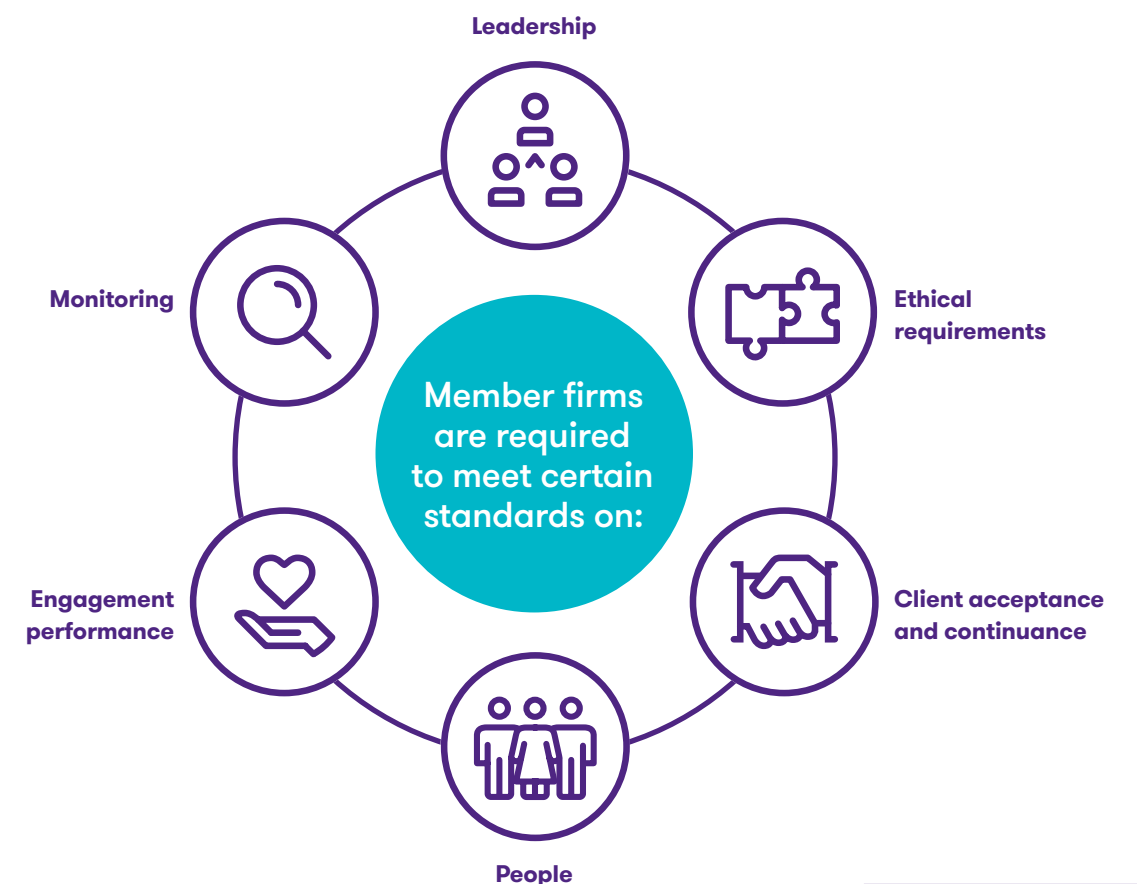 Leadership
Monitoring
Ethical
requirements
Member firms
are required
to meet certain
standards on:
Engagement
performance
Client acceptance
and continuance
People